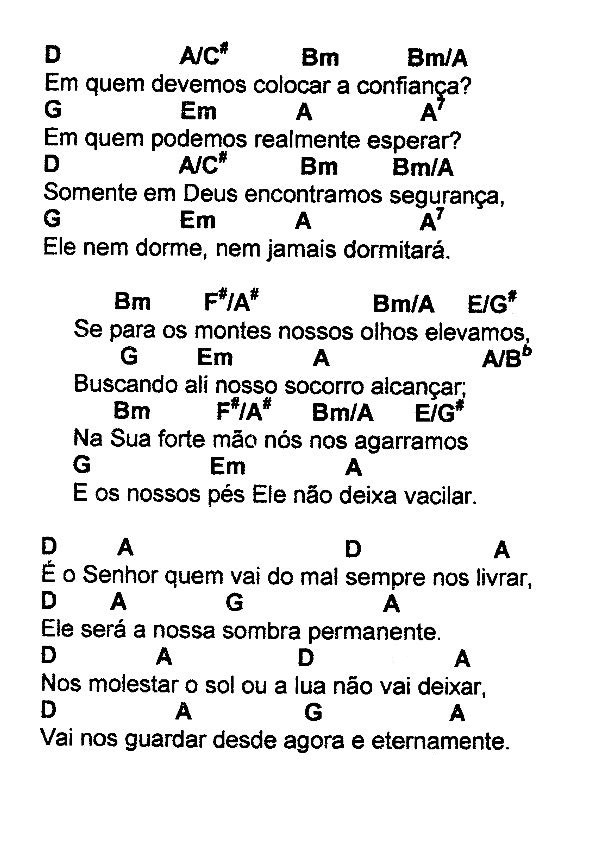 D A/C# Bm Bm/A
Em quem devemos colocar a confiança?
G Em A A7
Em quem podemos realmente esperar?
D A/C# Bm Bm/A
Somente em Deus encontramos segurança,
G Em A A7
Ele nem dorme, nem jamais dormitará.
Bm F#/A# Bm/A E/G#
Se para os montes nossos olhos elevamos,
G Em A A/Bb
Buscando ali nosso socorro alcançar;
Bm F#/A# Bm/A E/G#
Na Sua forte mão nós nos agarramos
G Em A
E os nossos pés Ele não deixa vacilar.
D A D A
É o Senhor quem vai do mal sempre nos livrar,
D A G A
Ele será a nossa sombra permanente.
D A D A
Nos molestar o sol ou a lua não vai deixar,
D A G A
Vai nos guardar desde agora e eternamente.